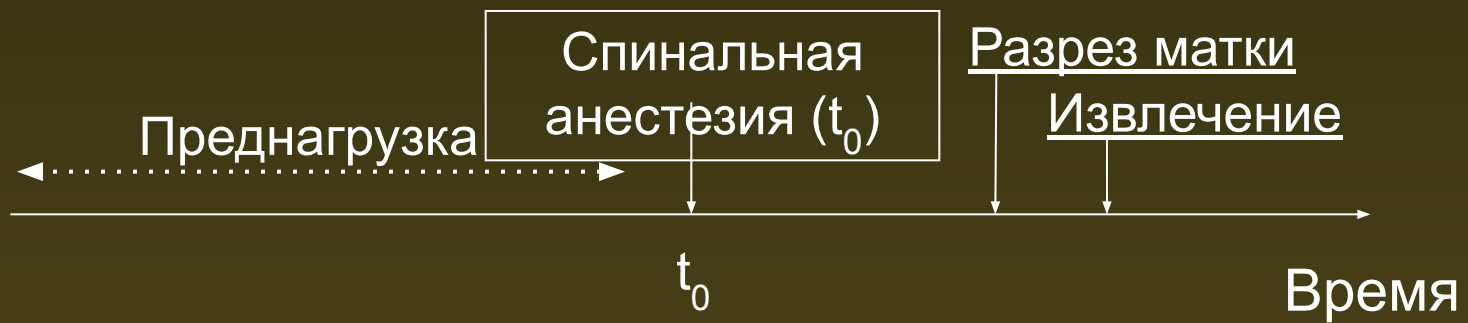 Спинальная
анестезия (t₀)
Разрез матки
Извлечение
Преднагрузка
t₀
Время